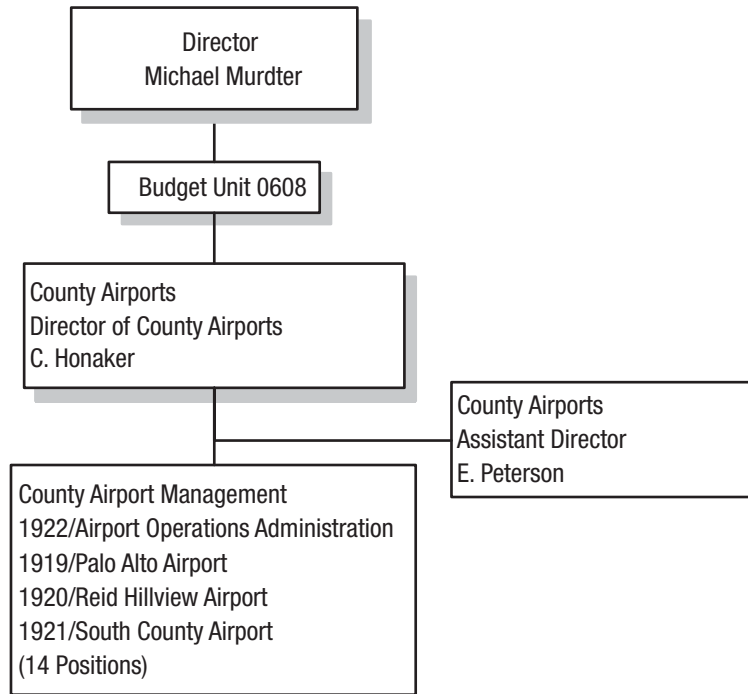 Director
Michael Murdter
Budget Unit 0608
County Airports
Director of County Airports
C. Honaker
County Airports
Assistant Director
E. Peterson
County Airport Management
1922/Airport Operations Administration
1919/Palo Alto Airport
1920/Reid Hillview Airport
1921/South County Airport
(14 Positions)